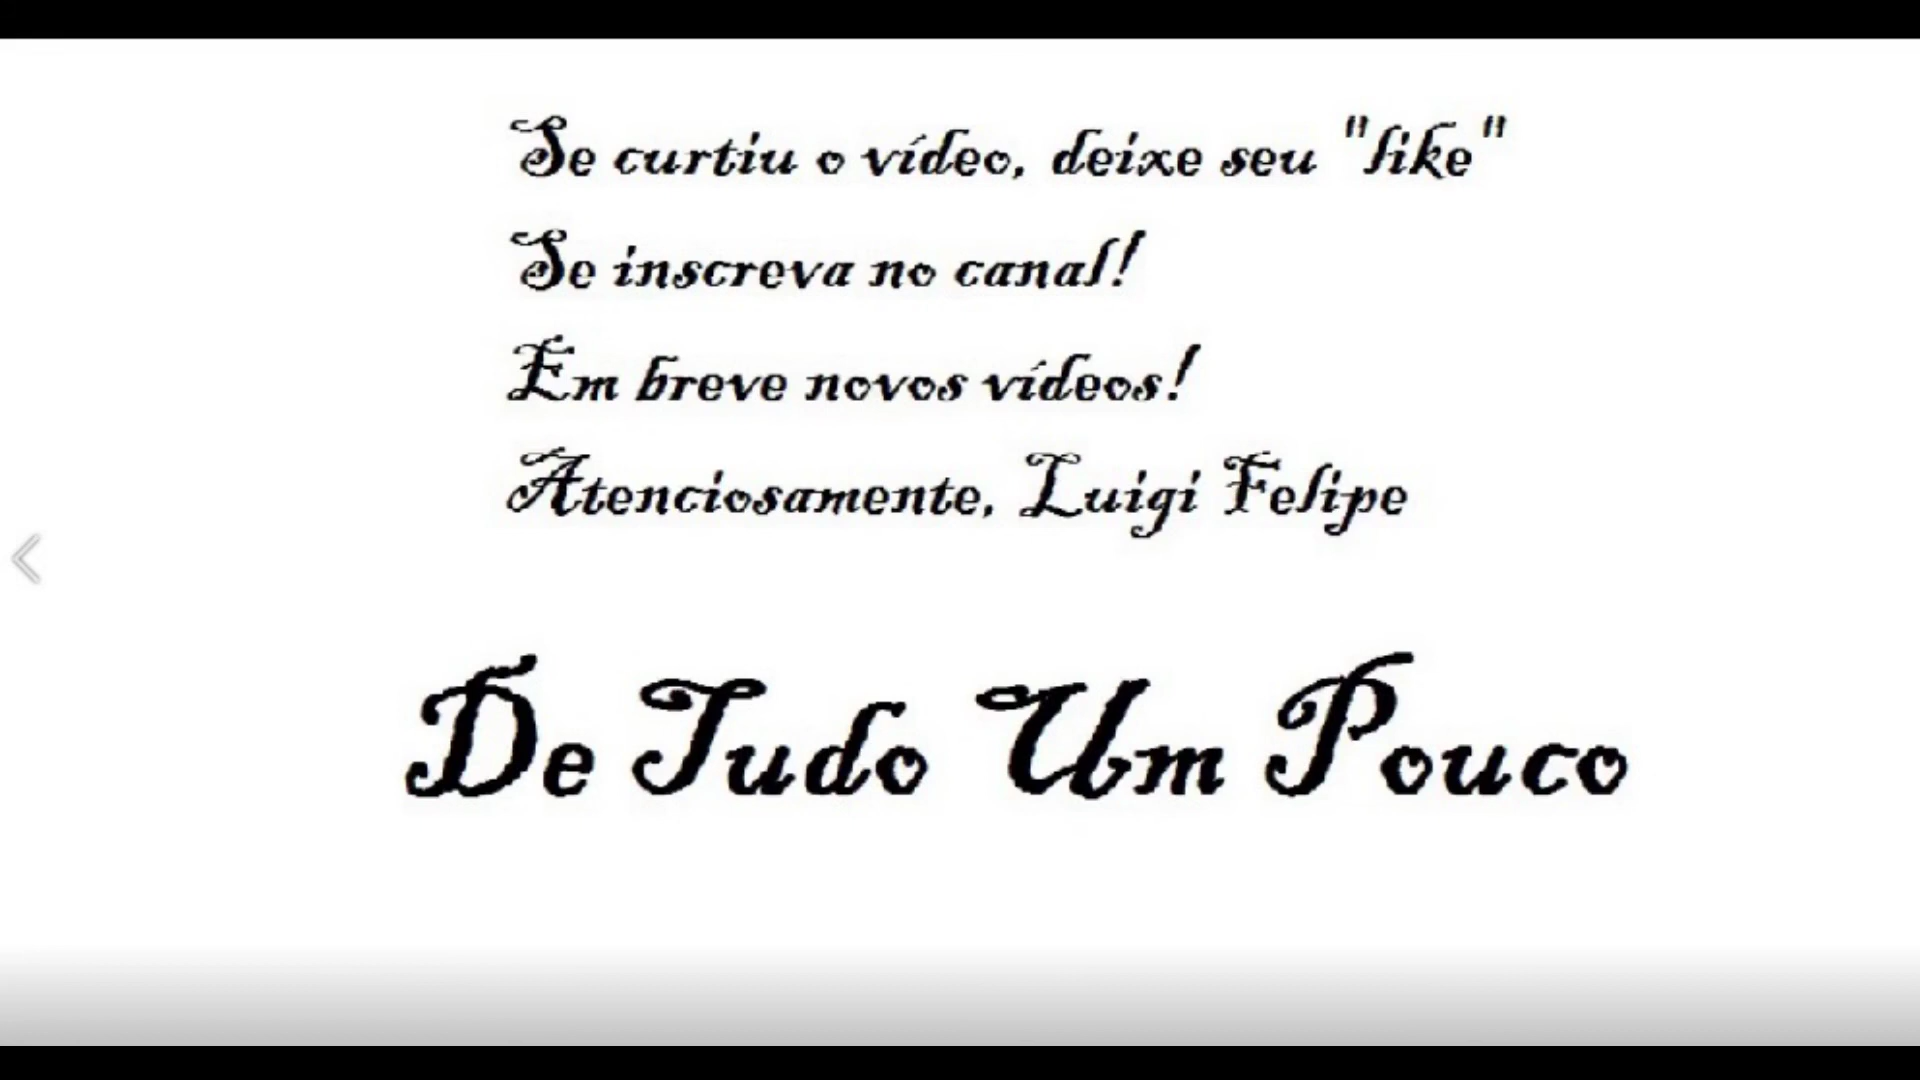 Se curtiu o vídeo, deixe seu "like"
Se inscreva no canal!
Em breve novos vídeos!
Atenciosamente, Luigi Felipe
De Tudo Um Pouco